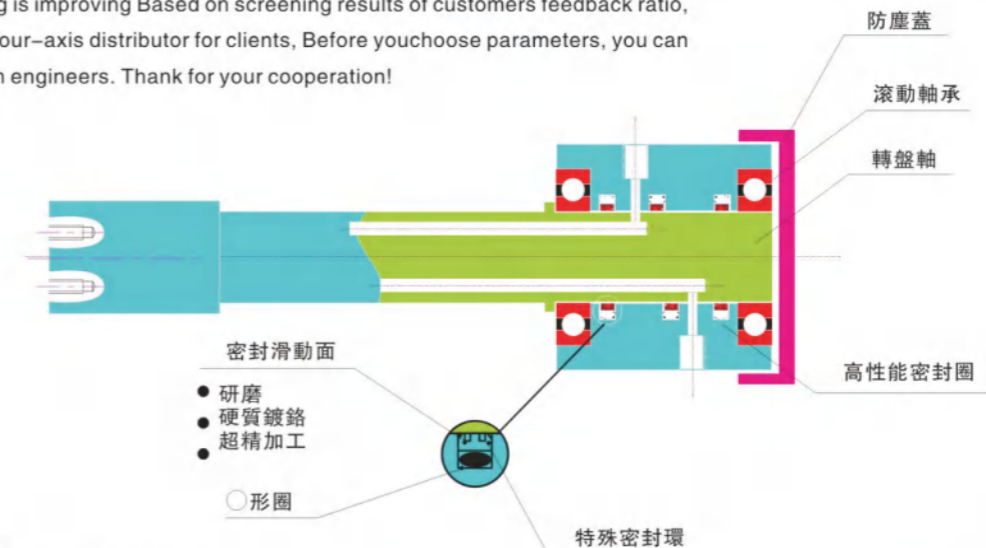 g is improving Based on screening results of customers feedback ratio,
our-axis distributor for clients, Before youchoose parameters, you can
n engineers. Thank for your cooperation!
防塵蓋
滾動軸承
轉盤軸
高性能密封圈
密封滑動面
● 研磨
● 硬質鍍鉻
● 超精加工
○形圈
特殊密封環